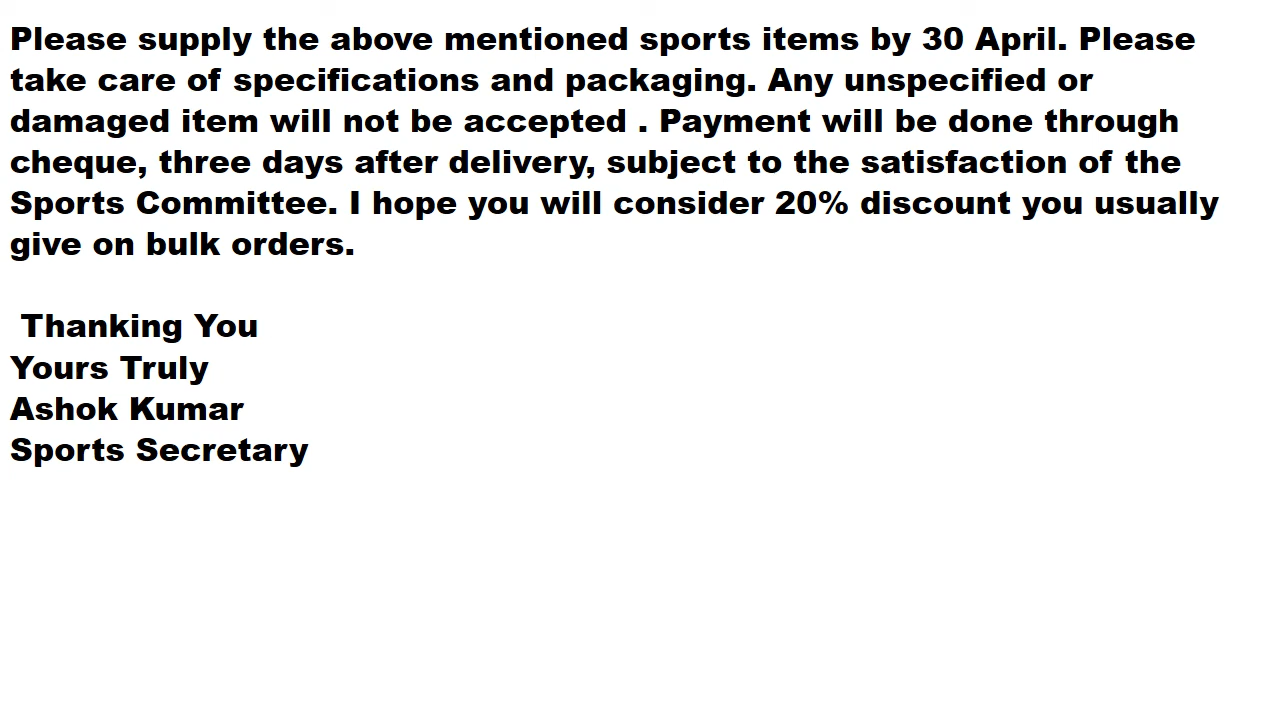 Please supply the above mentioned sports items by 30 April. Please
take care of specifications and packaging. Any unspecified or
damaged item will not be accepted . Payment will be done through
cheque, three days after delivery, subject to the satisfaction of the
Sports Committee. I hope you will consider 20% discount you usually
give on bulk orders.
Thanking You
Yours Truly
Ashok Kumar
Sports Secretary